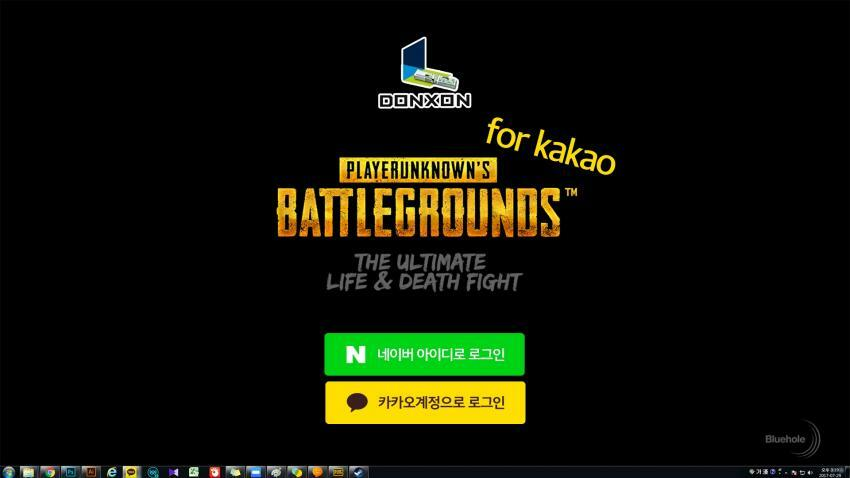 DONXON
for kakao
PLAYERUNKNOWN'S
BATTLEGROUNDS™
THE ULTIMATE
LIFE & DEATH FIGHT
N 네이버 아이디로 로그인
카카오계정으로 로그인
Bluehole